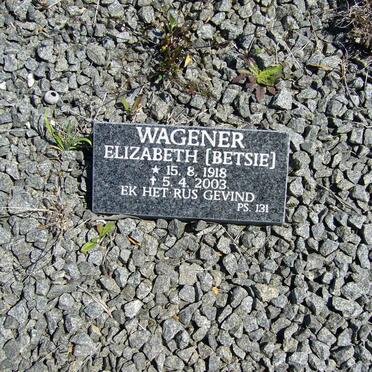 WAGENER
ELIZABETH [BETSIE]
★ 15. 8. 1918
✝ 5. 4. 2003
EK HET RUS GEVIND
PS. 131